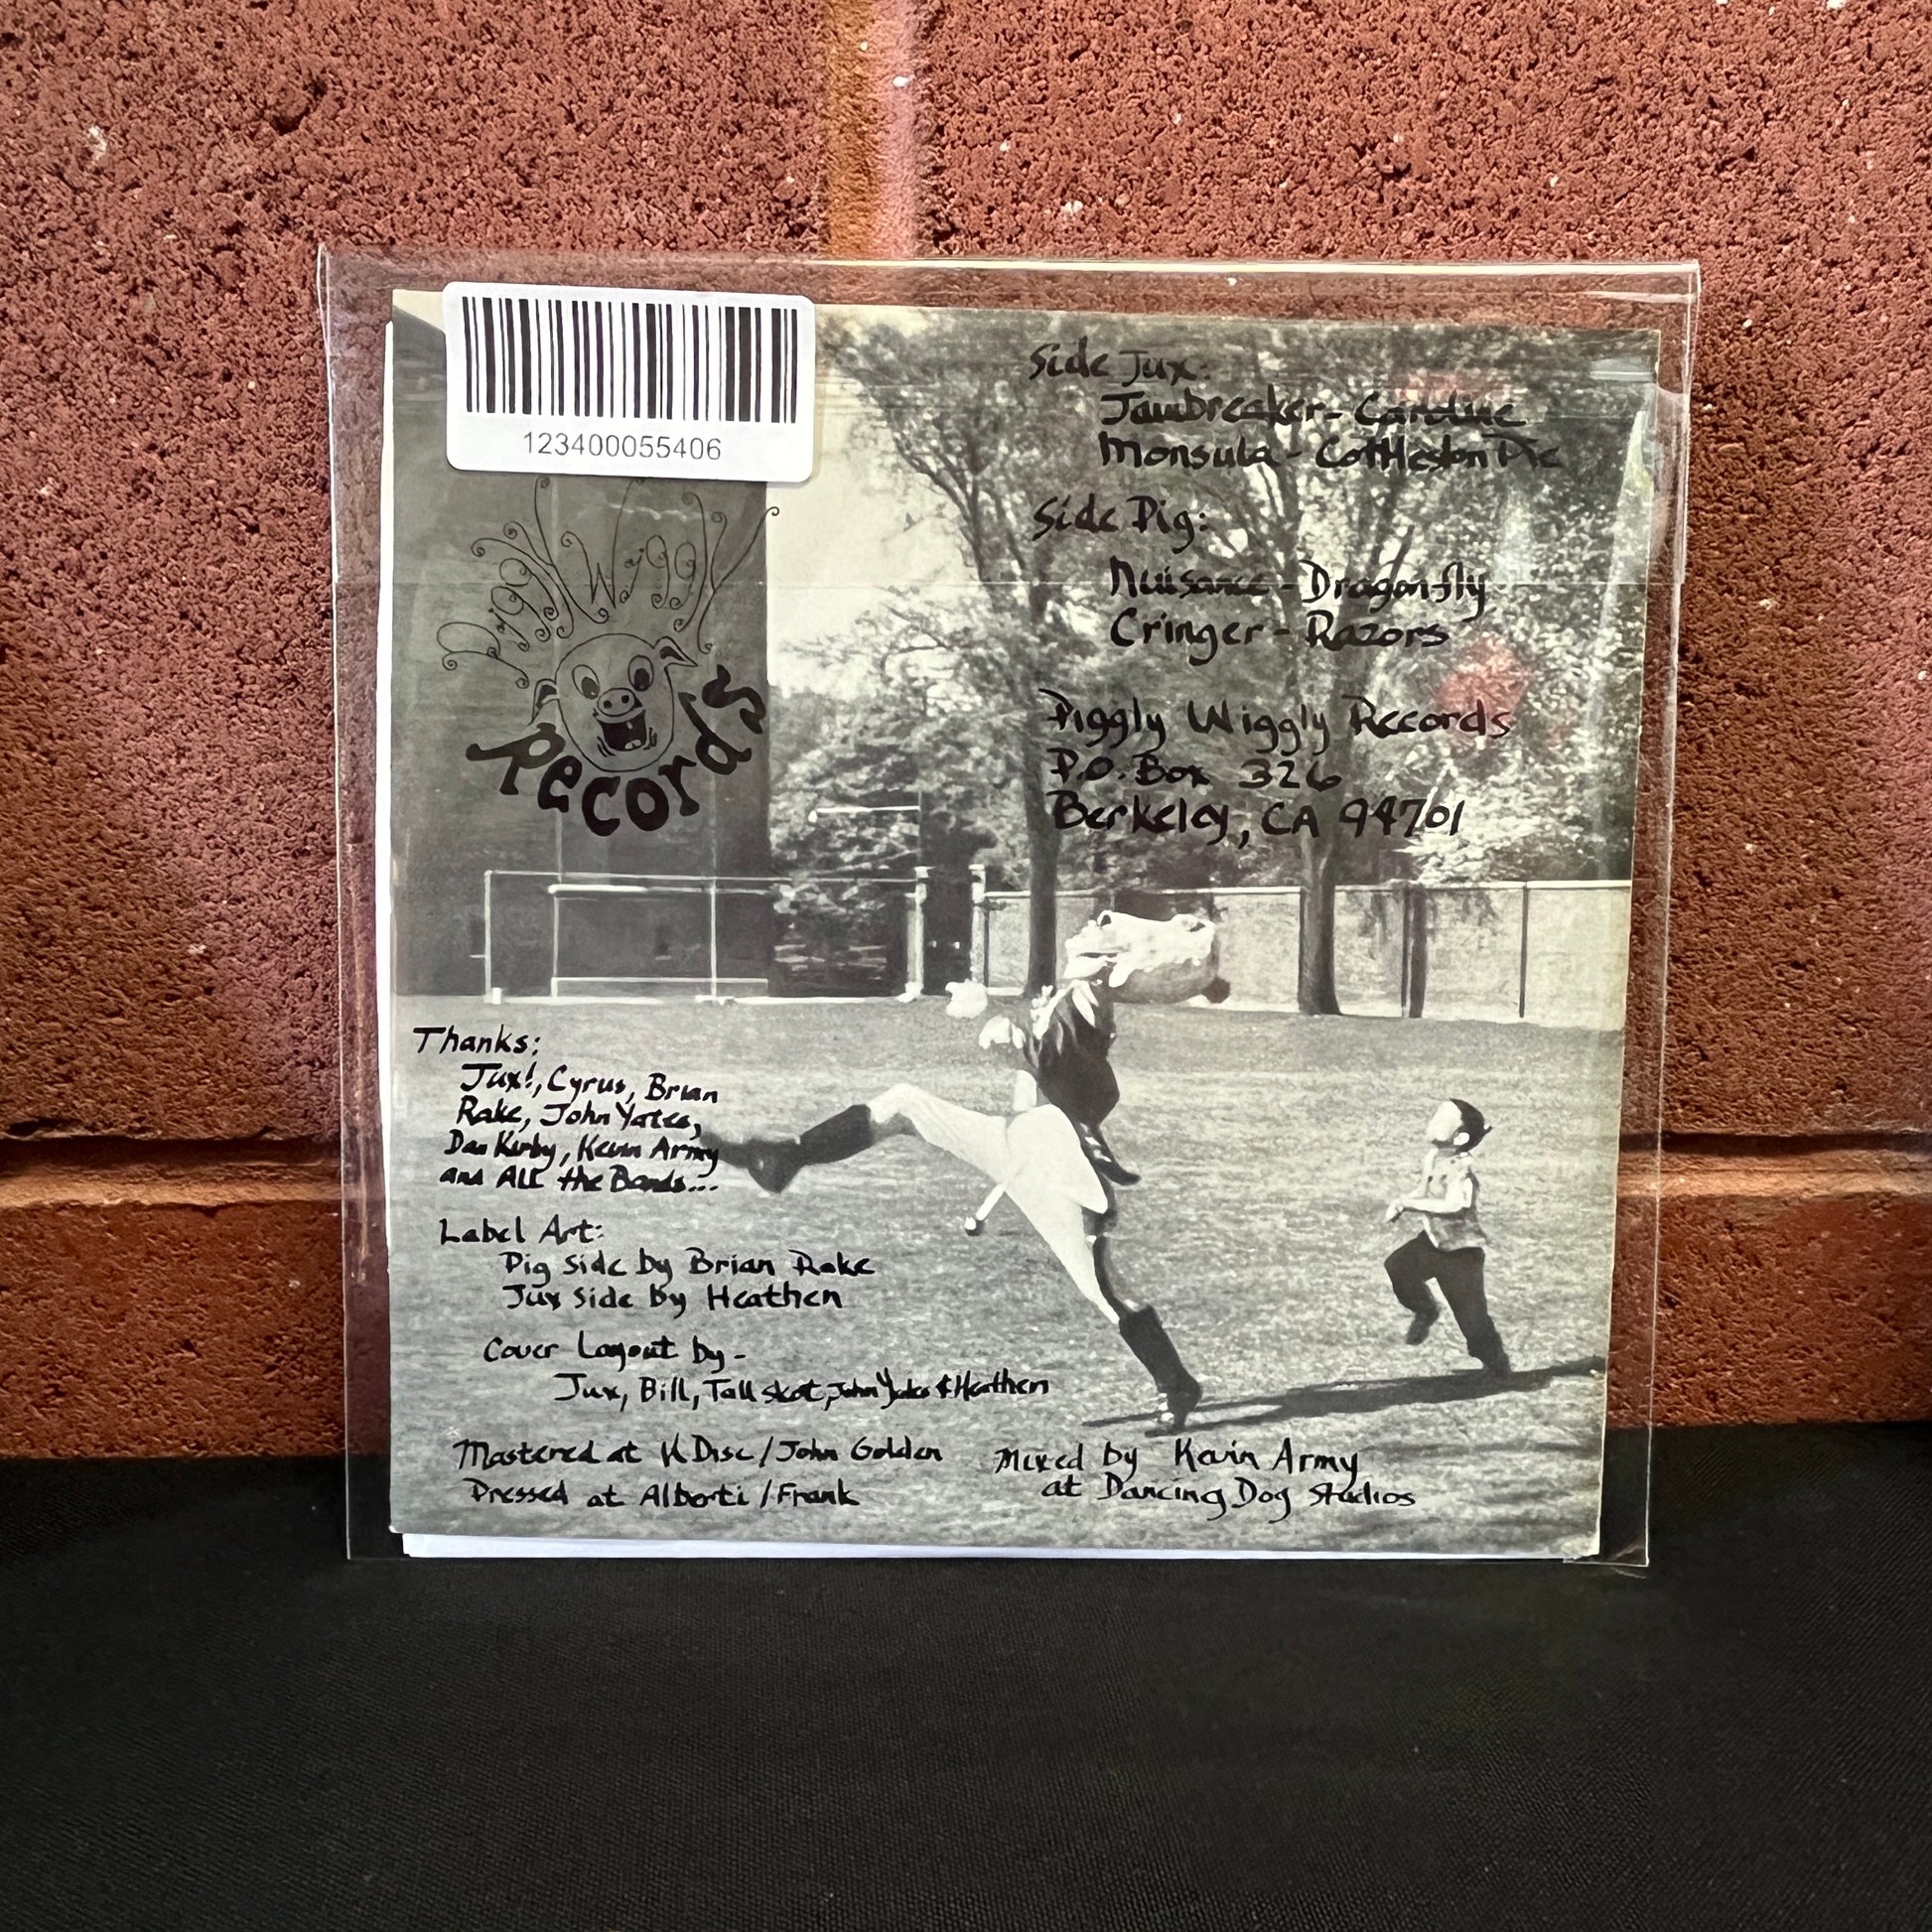 123400055406
Piggly Wiggly
Records
Side Jux:
Jawbreaker - Caroline
Monsula - Cottleston Pie
Side Pig:
Nuisance - Dragonfly
Cringer - Razors
Piggly Wiggly Records
P.O. Box 326
Berkeley, CA 94701
Thanks:
Jux!, Cyrus, Brian
Rake, John Yates,
Dan Kirby, Kevin Army
and ALL the Bands...
Label Art:
Pig Side by Brian Rake
Jux Side by Heathen
Cover Layout by -
Jux, Bill, Tall skot, John Yates & Heathen
Mastered at K Disc / John Golden
Pressed at Alberti / Frank
Mixed by Kevin Army
at Dancing Dog Studios